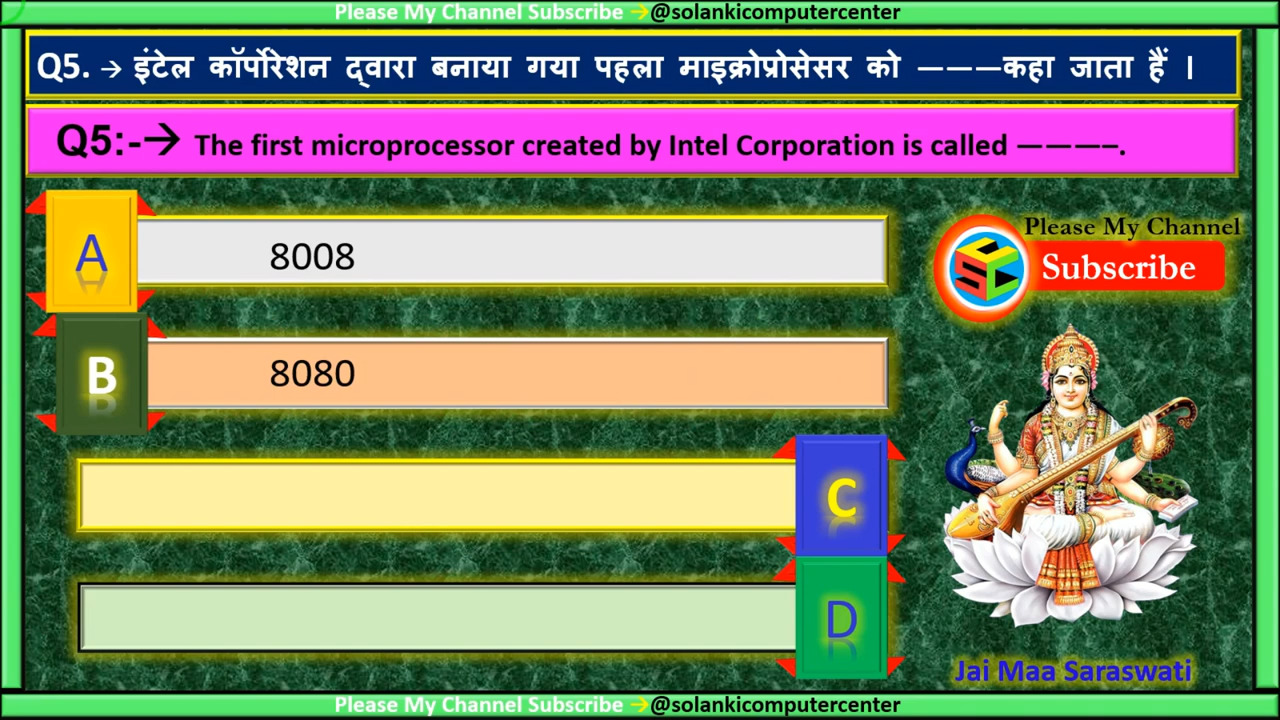 Please My Channel Subscribe →@solankicomputercenter
Q5. → इंटेल कॉर्पोरेशन द्वारा बनाया गया पहला माइक्रोप्रोसेसर को ———कहा जाता हैं ।
Q5:-→ The first microprocessor created by Intel Corporation is called ————.
A 8008
Please My Channel
Subscribe
B 8080
C
D
Jai Maa Saraswati
Please My Channel Subscribe →@solankicomputercenter